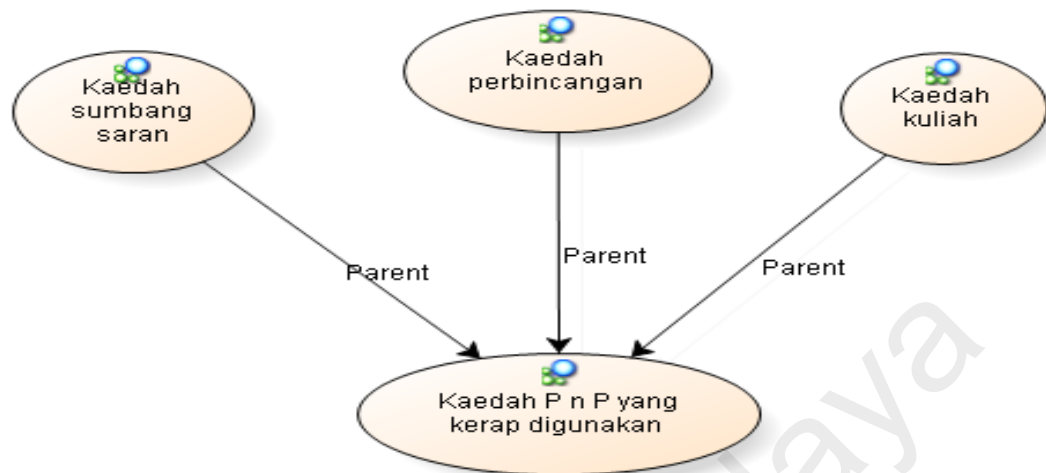 Kaedah
sumbang
saran
Kaedah
perbincangan
Kaedah
kuliah
Parent
Parent
Parent
Kaedah P n P yang
kerap digunakan